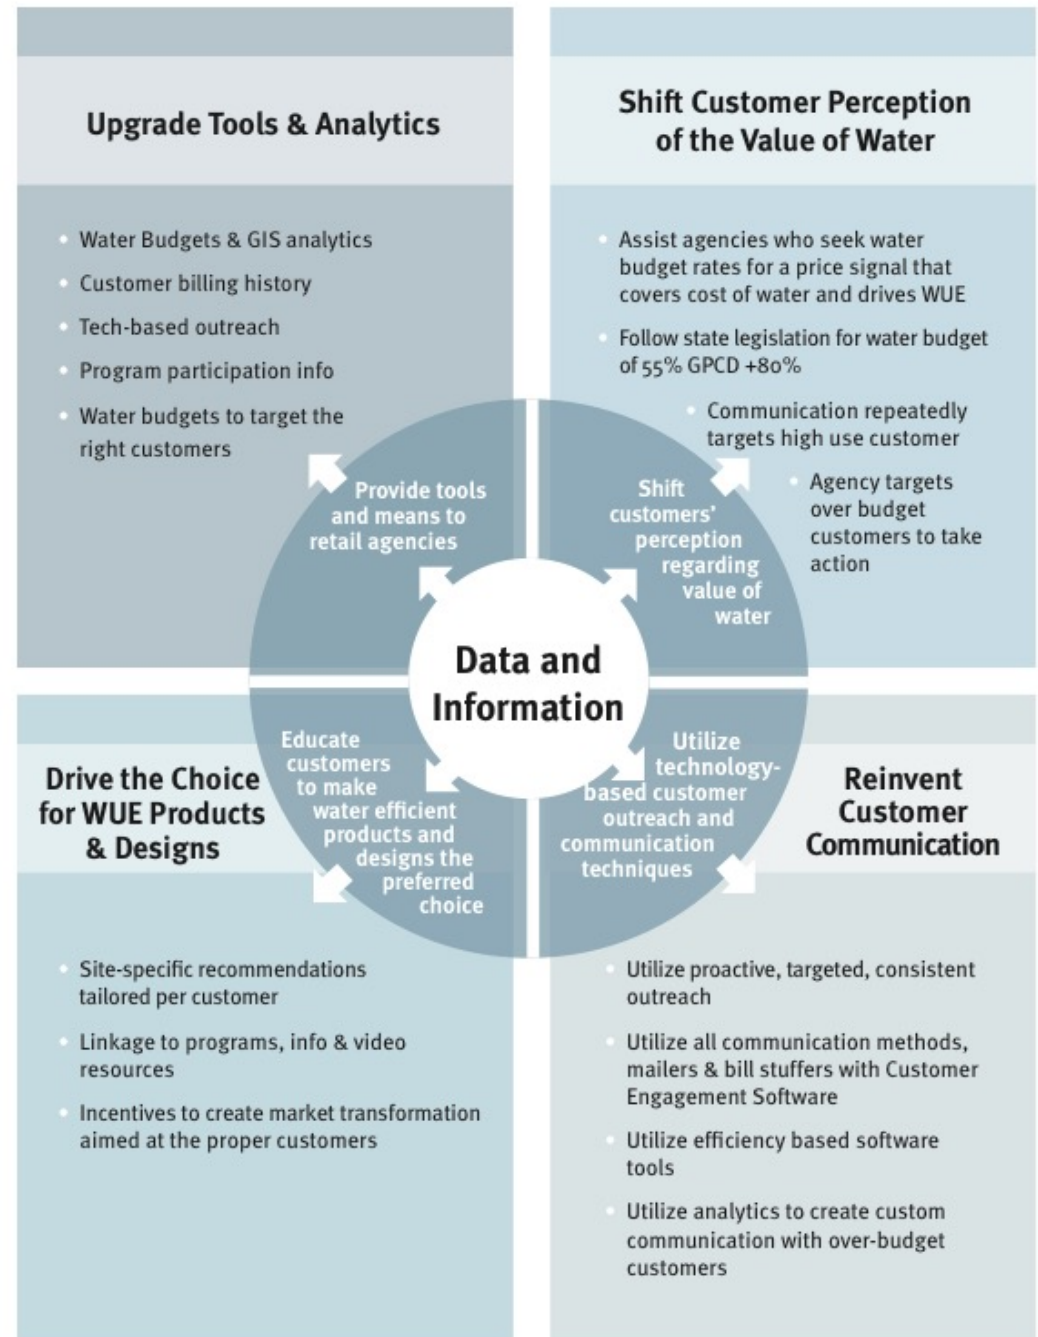 Upgrade Tools & Analytics
Water Budgets & GIS analytics
Customer billing history
Tech-based outreach
Program participation info
Water budgets to target the
right customers
Shift Customer Perception
of the Value of Water
Assist agencies who seek water
budget rates for a price signal that
covers cost of water and drives WUE
Follow state legislation for water budget
of 55% GPCD +80%
Communication repeatedly
targets high use customer
Agency targets
over budget
customers to take
action
Provide tools
and means to
retail agencies
Shift
customers’
perception
regarding
value of
water
Data and
Information
Educate
customers
to make
water efficient
products and
designs the
preferred
choice
Utilize
technology-
based customer
outreach and
communication
techniques
Drive the Choice
for WUE Products
& Designs
Site-specific recommendations
tailored per customer
Linkage to programs, info & video
resources
Incentives to create market transformation
aimed at the proper customers
Reinvent
Customer
Communication
Utilize proactive, targeted, consistent
outreach
Utilize all communication methods,
mailers & bill stuffers with Customer
Engagement Software
Utilize efficiency based software
tools
Utilize analytics to create custom
communication with over-budget
customers